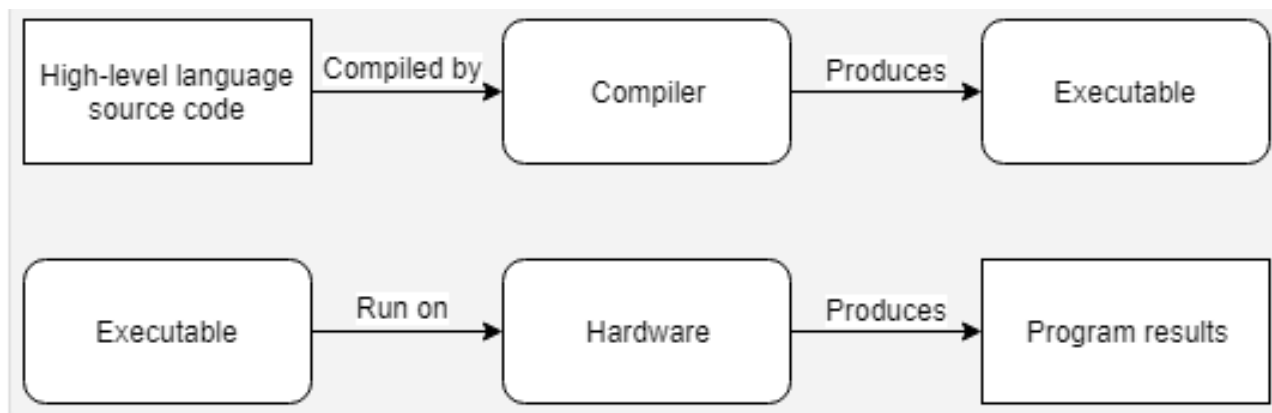 High-level language
source code
Compiled by
Compiler
Produces
Executable
Executable
Run on
Hardware
Produces
Program results